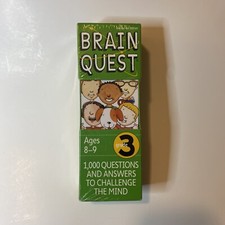 BRAIN
QUEST
Ages
8–9
3
1,000 QUESTIONS
AND ANSWERS
TO CHALLENGE
THE MIND